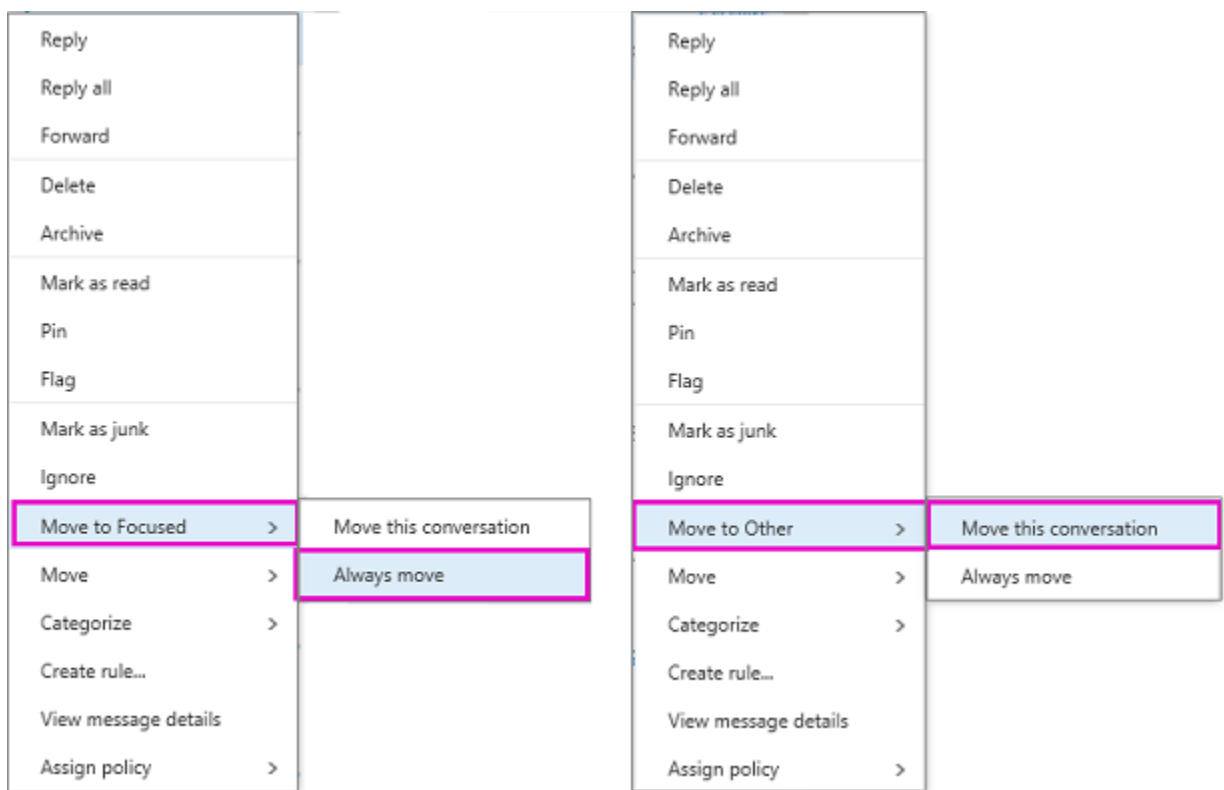 Reply
Reply all
Forward
Delete
Archive
Mark as read
Pin
Flag
Mark as junk
Ignore
Move to Focused
Move this conversation
Always move
Move
Categorize
Create rule...
View message details
Assign policy
Reply
Reply all
Forward
Delete
Archive
Mark as read
Pin
Flag
Mark as junk
Ignore
Move to Other
Move this conversation
Always move
Move
Categorize
Create rule...
View message details
Assign policy